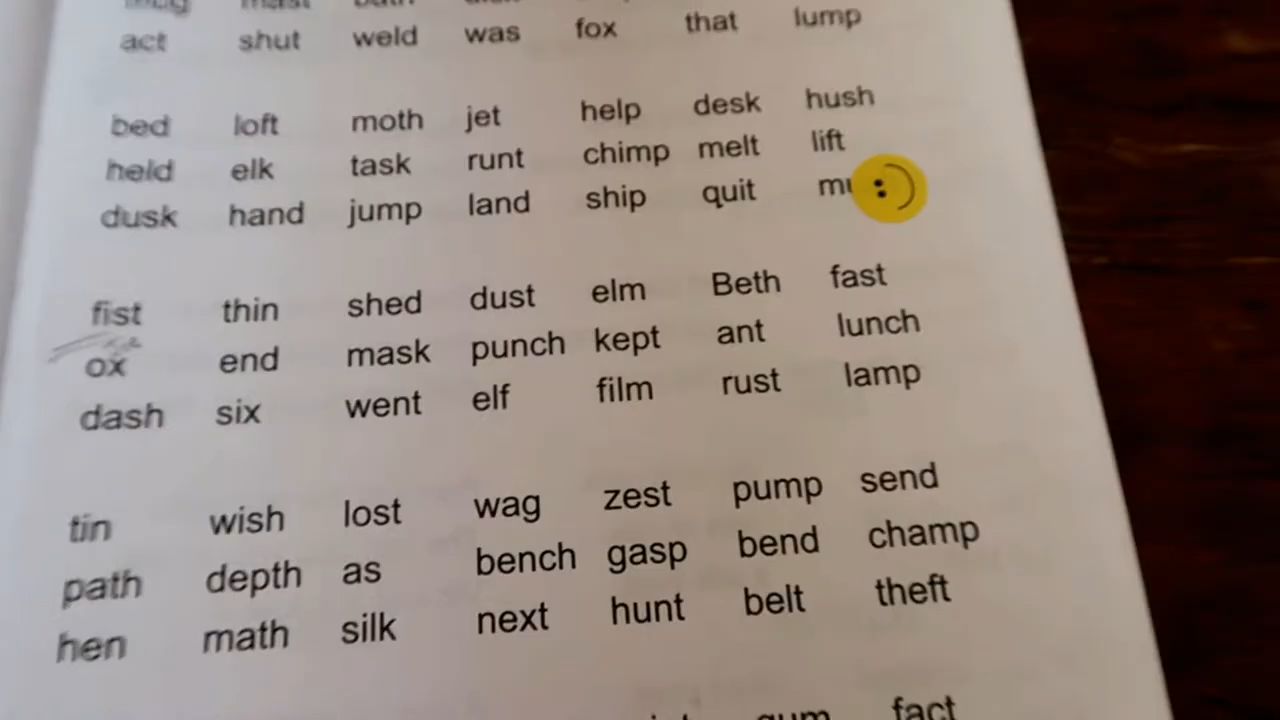 act shut weld was fox that lump
bed loft moth jet help desk hush
held elk task runt chimp melt lift
dusk hand jump land ship quit :)
fist thin shed dust elm Beth fast
ox end mask punch kept ant lunch
dash six went elf film rust lamp
tin wish lost wag zest pump send
path depth as bench gasp bend champ
hen math silk next hunt belt theft
gum fact